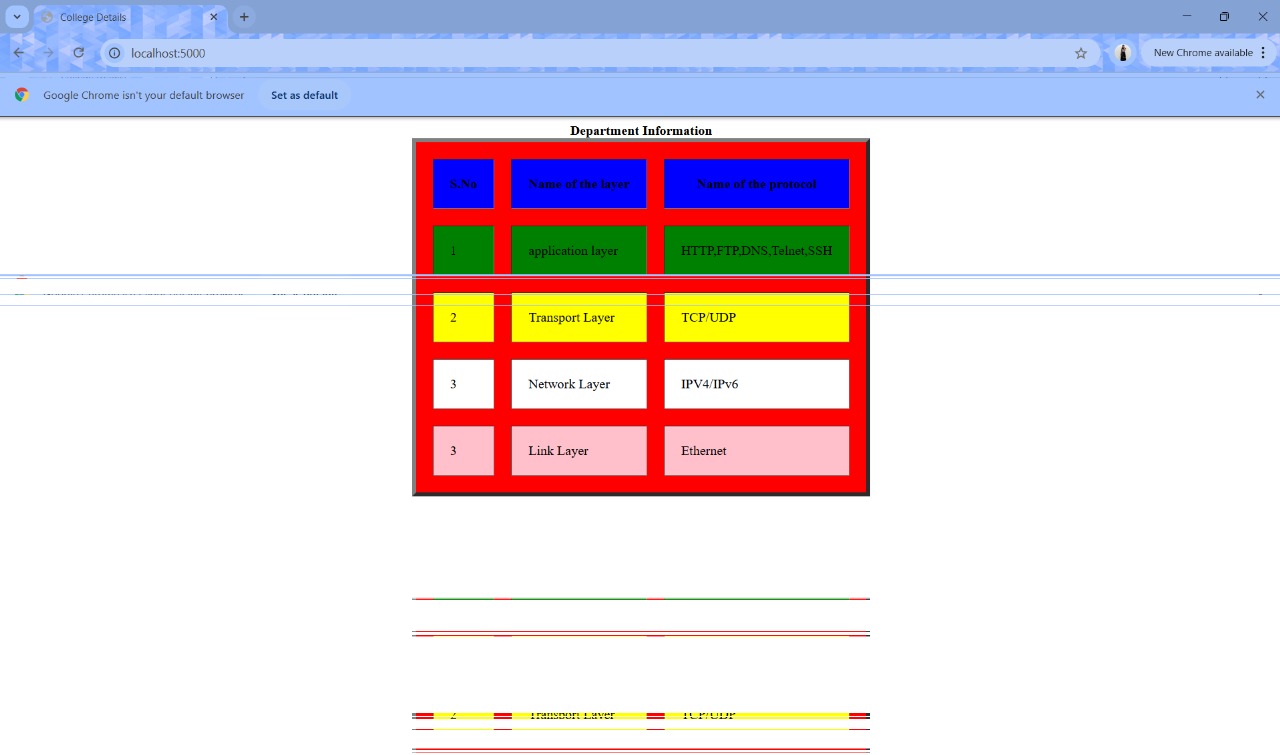 College Details
localhost:5000
New Chrome available
Google Chrome isn't your default browser Set as default
Department Information
S.No Name of the layer Name of the protocal
1 application layer HTTP,FTP,DNS,Telnet,SSH
2 Transport Layer TCP/UDP
3 Network Layer IPV4/IPv6
3 Link Layer Ethernet
2 Transport Layer TCP/UDP